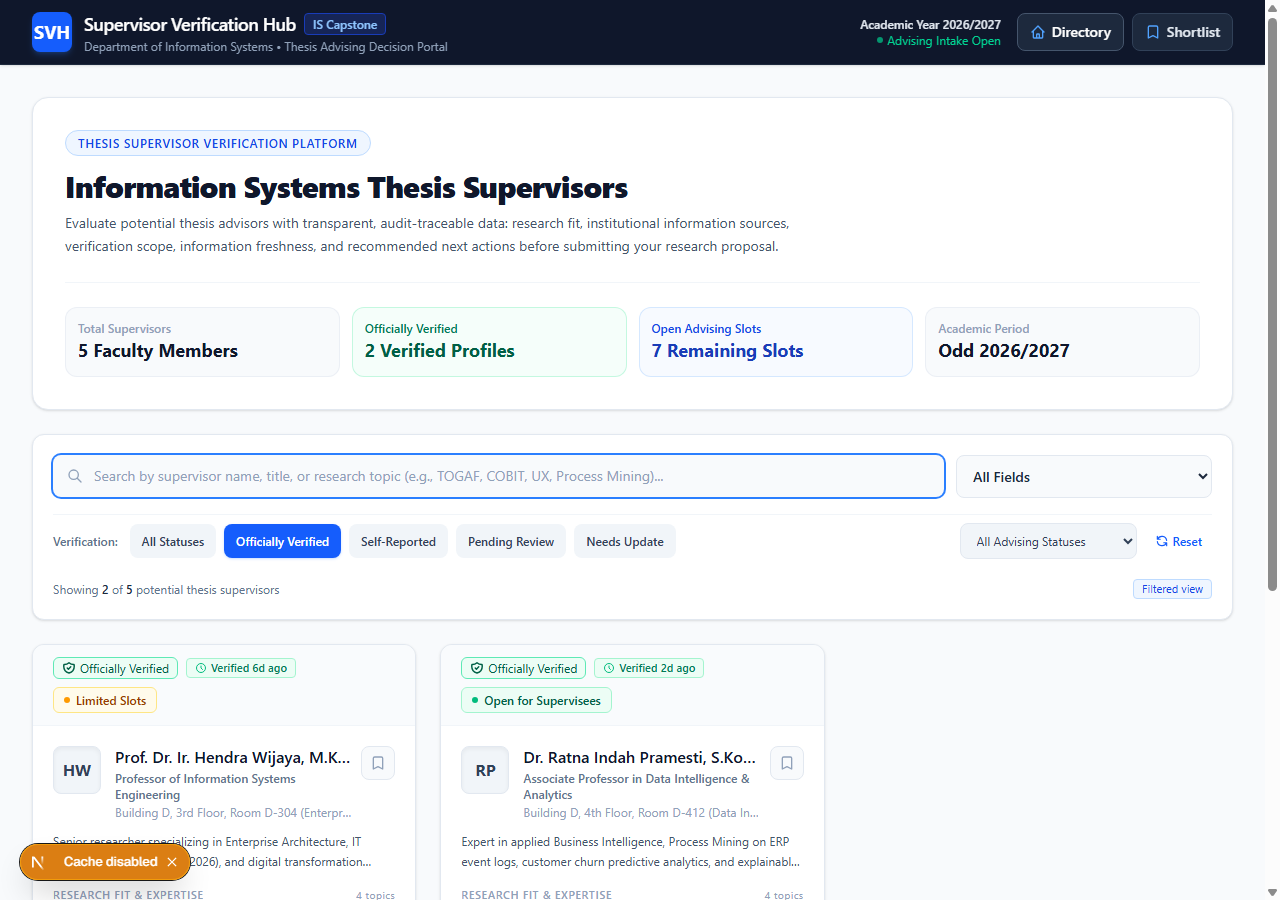 SVH
Supervisor Verification Hub IS Capstone
Department of Information Systems • Thesis Advising Decision Portal
Academic Year 2026/2027
Advising Intake Open
Directory
Shortlist
THESIS SUPERVISOR VERIFICATION PLATFORM
Information Systems Thesis Supervisors
Evaluate potential thesis advisors with transparent, audit-traceable data: research fit, institutional information sources,
verification scope, information freshness, and recommended next actions before submitting your research proposal.
Total Supervisors
5 Faculty Members
Officially Verified
2 Verified Profiles
Open Advising Slots
7 Remaining Slots
Academic Period
Odd 2026/2027
Search by supervisor name, title, or research topic (e.g., TOGAF, COBIT, UX, Process Mining)...
All Fields
Verification: All Statuses Officially Verified Self-Reported Pending Review Needs Update
All Advising Statuses
Reset
Showing 2 of 5 potential thesis supervisors
Filtered view
Officially Verified Verified 6d ago
Limited Slots
HW
Prof. Dr. Ir. Hendra Wijaya, M.K...
Professor of Information Systems
Engineering
Building D, 3rd Floor, Room D-304 (Enterpr...
Senior researcher specializing in Enterprise Architecture, IT
2026), and digital transformation...
RESEARCH FIT & EXPERTISE 4 topics
Officially Verified Verified 2d ago
Open for Supervisees
RP
Dr. Ratna Indah Pramesti, S.Ko...
Associate Professor in Data Intelligence &
Analytics
Building D, 4th Floor, Room D-412 (Data In...
Expert in applied Business Intelligence, Process Mining on ERP
event logs, customer churn predictive analytics, and explainabl...
RESEARCH FIT & EXPERTISE 4 topics
N Cache disabled